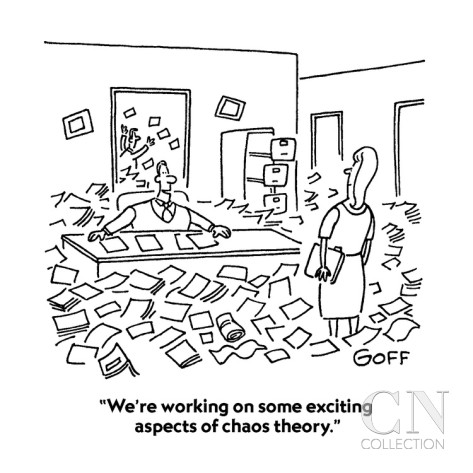 GOFF
“We’re working on some exciting
aspects of chaos theory.”
CN
COLLECTION